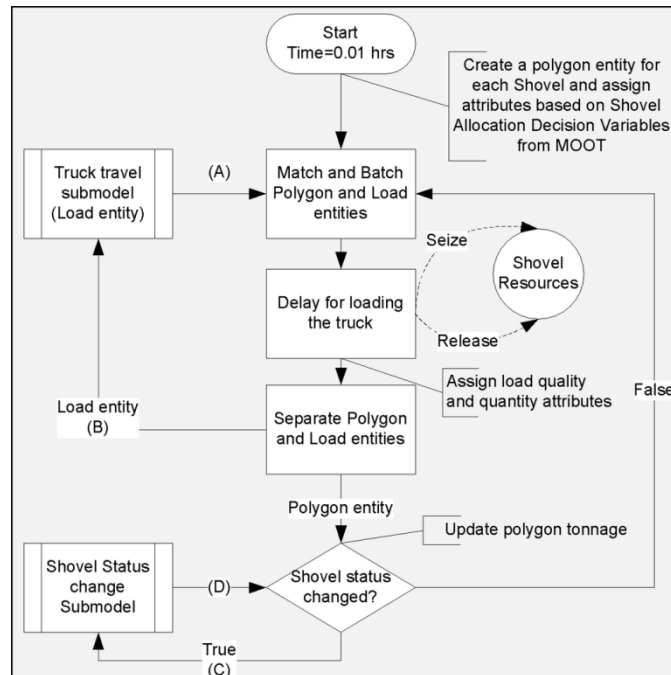 Start
Time=0.01 hrs
Create a polygon entity for
each Shovel and assign
attributes based on Shovel
Allocation Decision Variables
from MOOT
Truck travel
submodel
(Load entity)
(A)
Match and Batch
Polygon and Load
entities
Seize
Shovel
Resources
Delay for loading
the truck
Release
Assign load quality
and quantity attributes
False
Load entity
(B)
Separate Polygon
and Load entities
Polygon entity
Update polygon tonnage
Shovel Status
change
Submodel
(D)
Shovel status
changed?
True
(C)